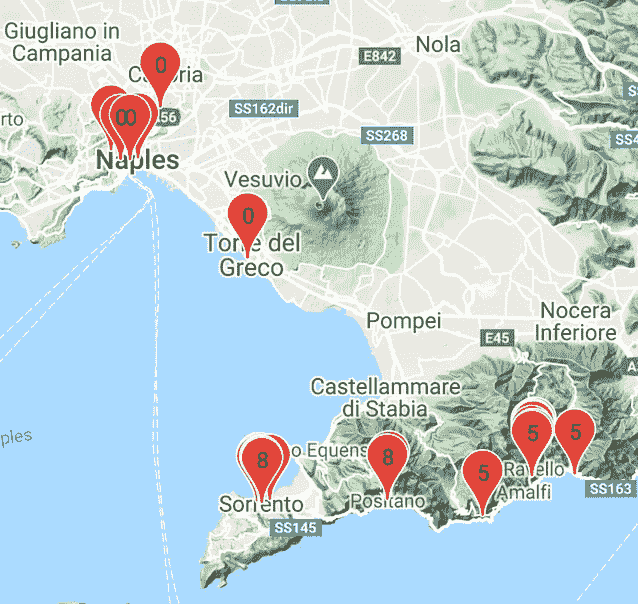 Giugliano in
Campania
Nola
E842
0
Casoria
56
SS162dir
SS268
00
Naples
Vesuvio
0
Torre del
Greco
Pompei
Nocera
Inferiore
E45
Castellammare
di Stabia
5
5
8
o Equens
8
5
Ravello
Amalfi
Sorrento
Positano
SS163
SS145
ples